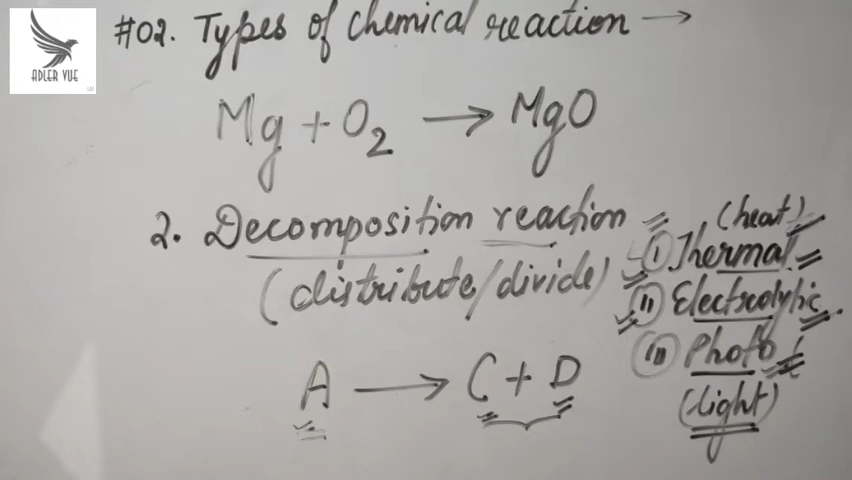 ADLER VUE
#02. Types of chemical reaction →
Mg + O2 → MgO
2. Decomposition reaction
(distribute/divide)
(heat)
(i) Thermal
(ii) Electrolytic
(iii) Photo
(light)
A → C + D